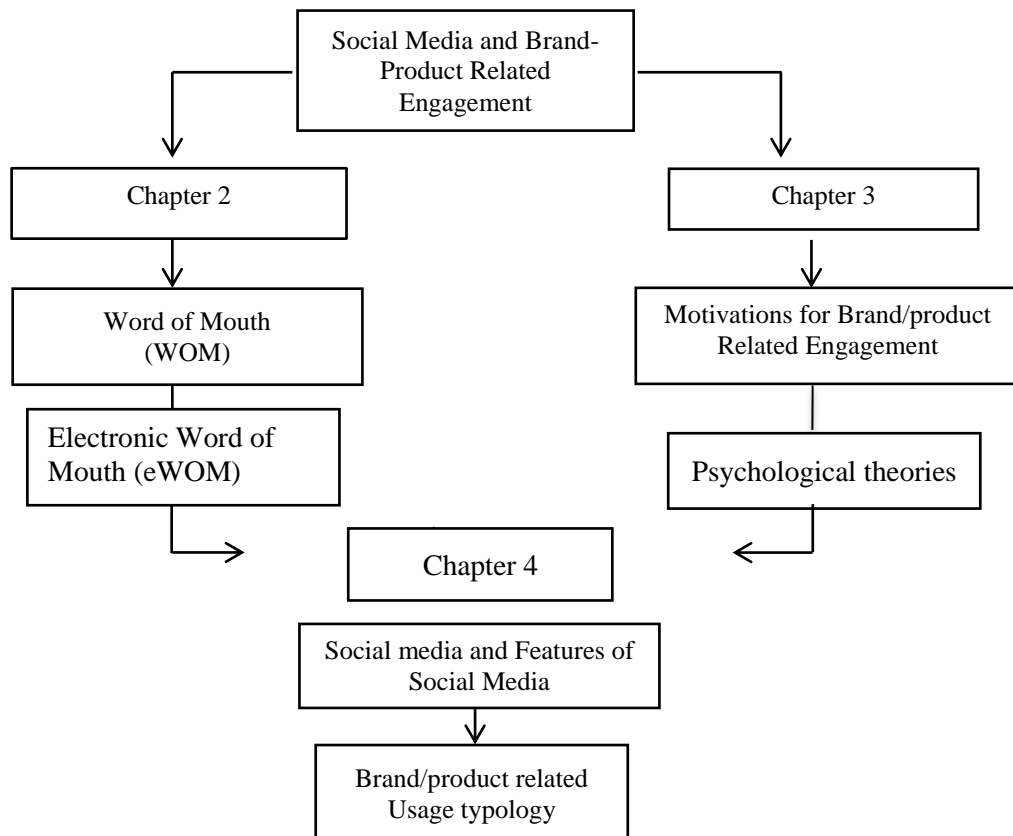 Social Media and Brand-
Product Related
Engagement
Chapter 2
Chapter 3
Word of Mouth
(WOM)
Motivations for Brand/product
Related Engagement
Electronic Word of
Mouth (eWOM)
Psychological theories
Chapter 4
Social media and Features of
Social Media
Brand/product related
Usage typology